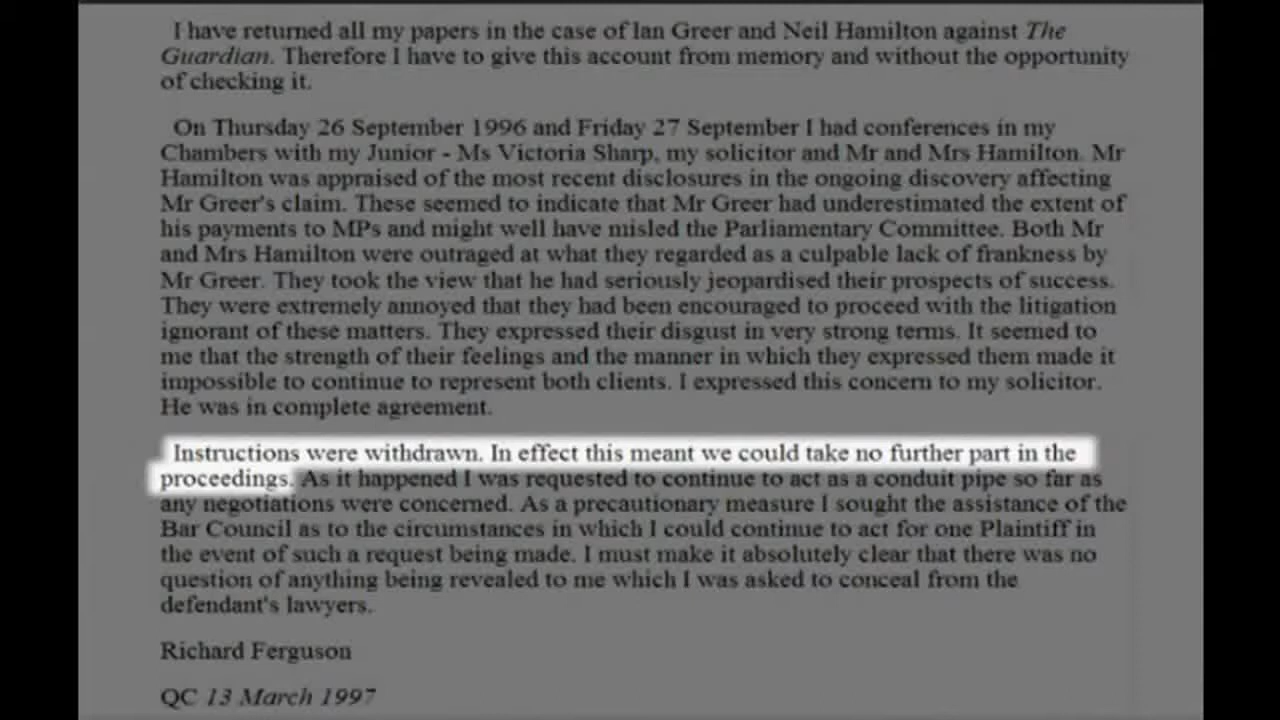 I have returned all my papers in the case of Ian Greer and Neil Hamilton against The
Guardian. Therefore I have to give this account from memory and without the opportunity
of checking it.
On Thursday 26 September 1996 and Friday 27 September I had conferences in my
Chambers with my Junior - Ms Victoria Sharp, my solicitor and Mr and Mrs Hamilton. Mr
Hamilton was appraised of the most recent disclosures in the ongoing discovery affecting
Mr Greer's claim. These seemed to indicate that Mr Greer had underestimated the extent of
his payments to MPs and might well have misled the Parliamentary Committee. Both Mr
and Mrs Hamilton were outraged at what they regarded as a culpable lack of frankness by
Mr Greer. They took the view that he had seriously jeopardised their prospects of success.
They were extremely annoyed that they had been encouraged to proceed with the litigation
ignorant of these matters. They expressed their disgust in very strong terms. It seemed to
me that the strength of their feelings and the manner in which they expressed them made it
impossible to continue to represent both clients. I expressed this concern to my solicitor.
He was in complete agreement.
Instructions were withdrawn. In effect this meant we could take no further part in the
proceedings. As it happened I was requested to continue to act as a conduit pipe so far as
any negotiations were concerned. As a precautionary measure I sought the assistance of the
Bar Council as to the circumstances in which I could continue to act for one Plaintiff in
the event of such a request being made. I must make it absolutely clear that there was no
question of anything being revealed to me which I was asked to conceal from the
defendant's lawyers.
Richard Ferguson
QC 13 March 1997